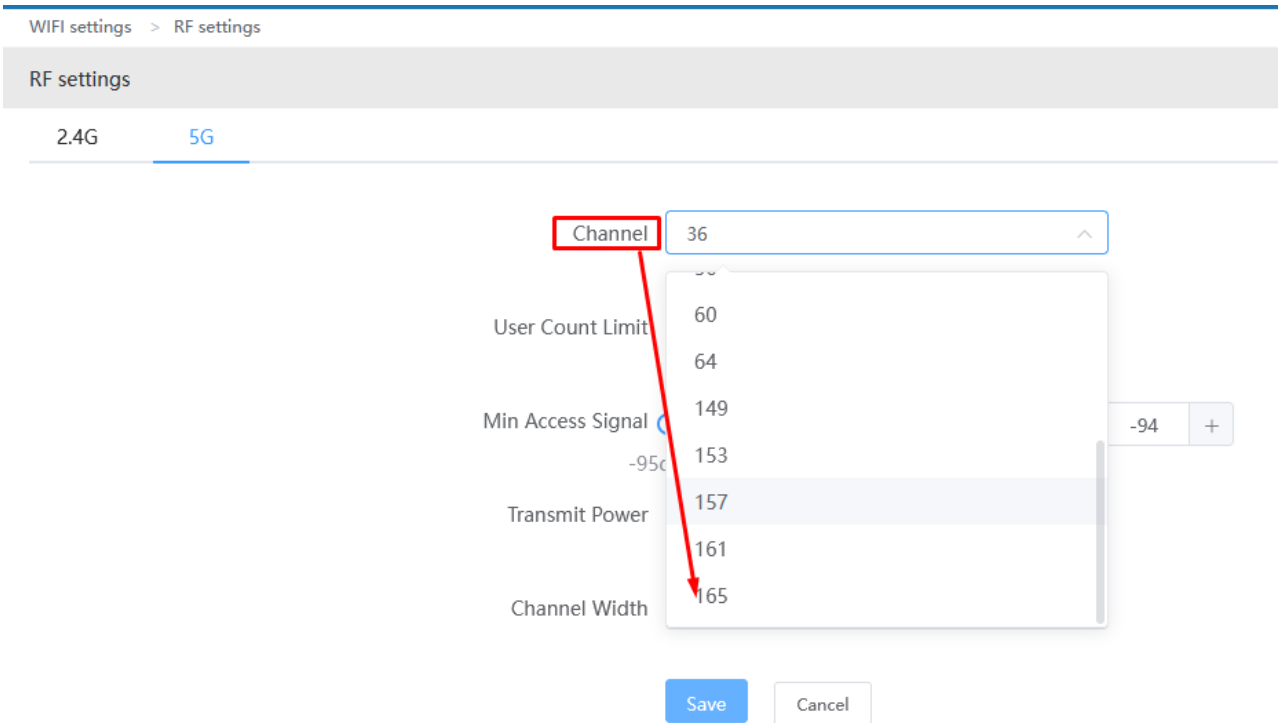 WIFI settings > RF settings
RF settings
2.4G 5G
Channel 36
60
User Count Limit
64
149
Min Access Signal
-94 +
153
157
Transmit Power
161
165
Channel Width
Save Cancel